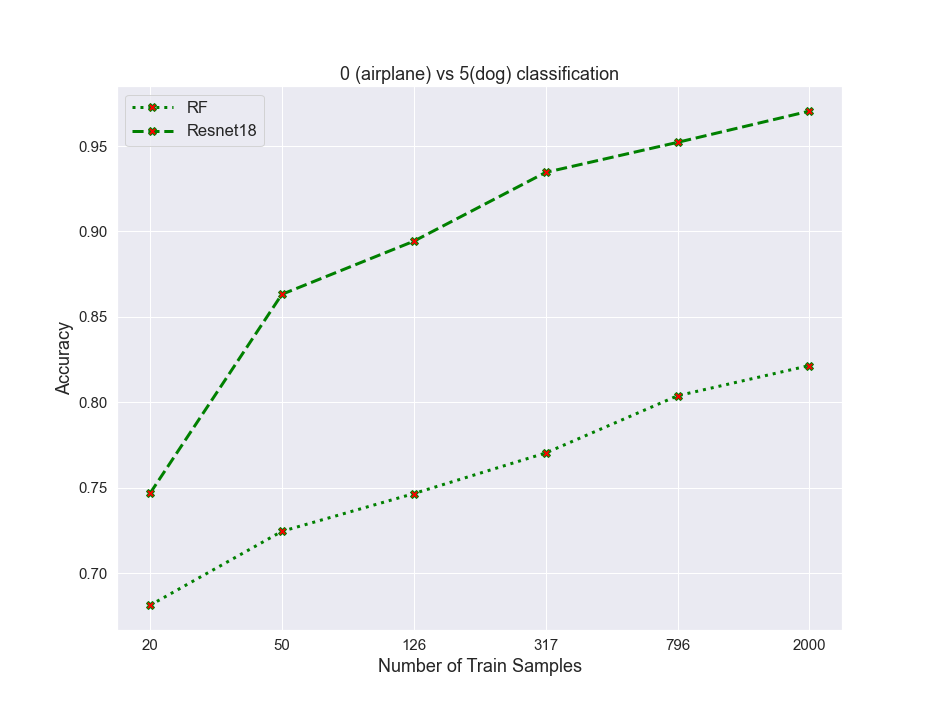 0 (airplane) vs 5(dog) classification
RF
Resnet18
0.95
0.90
0.85
0.80
0.75
0.70
Accuracy
20 50 126 317 796 2000
Number of Train Samples